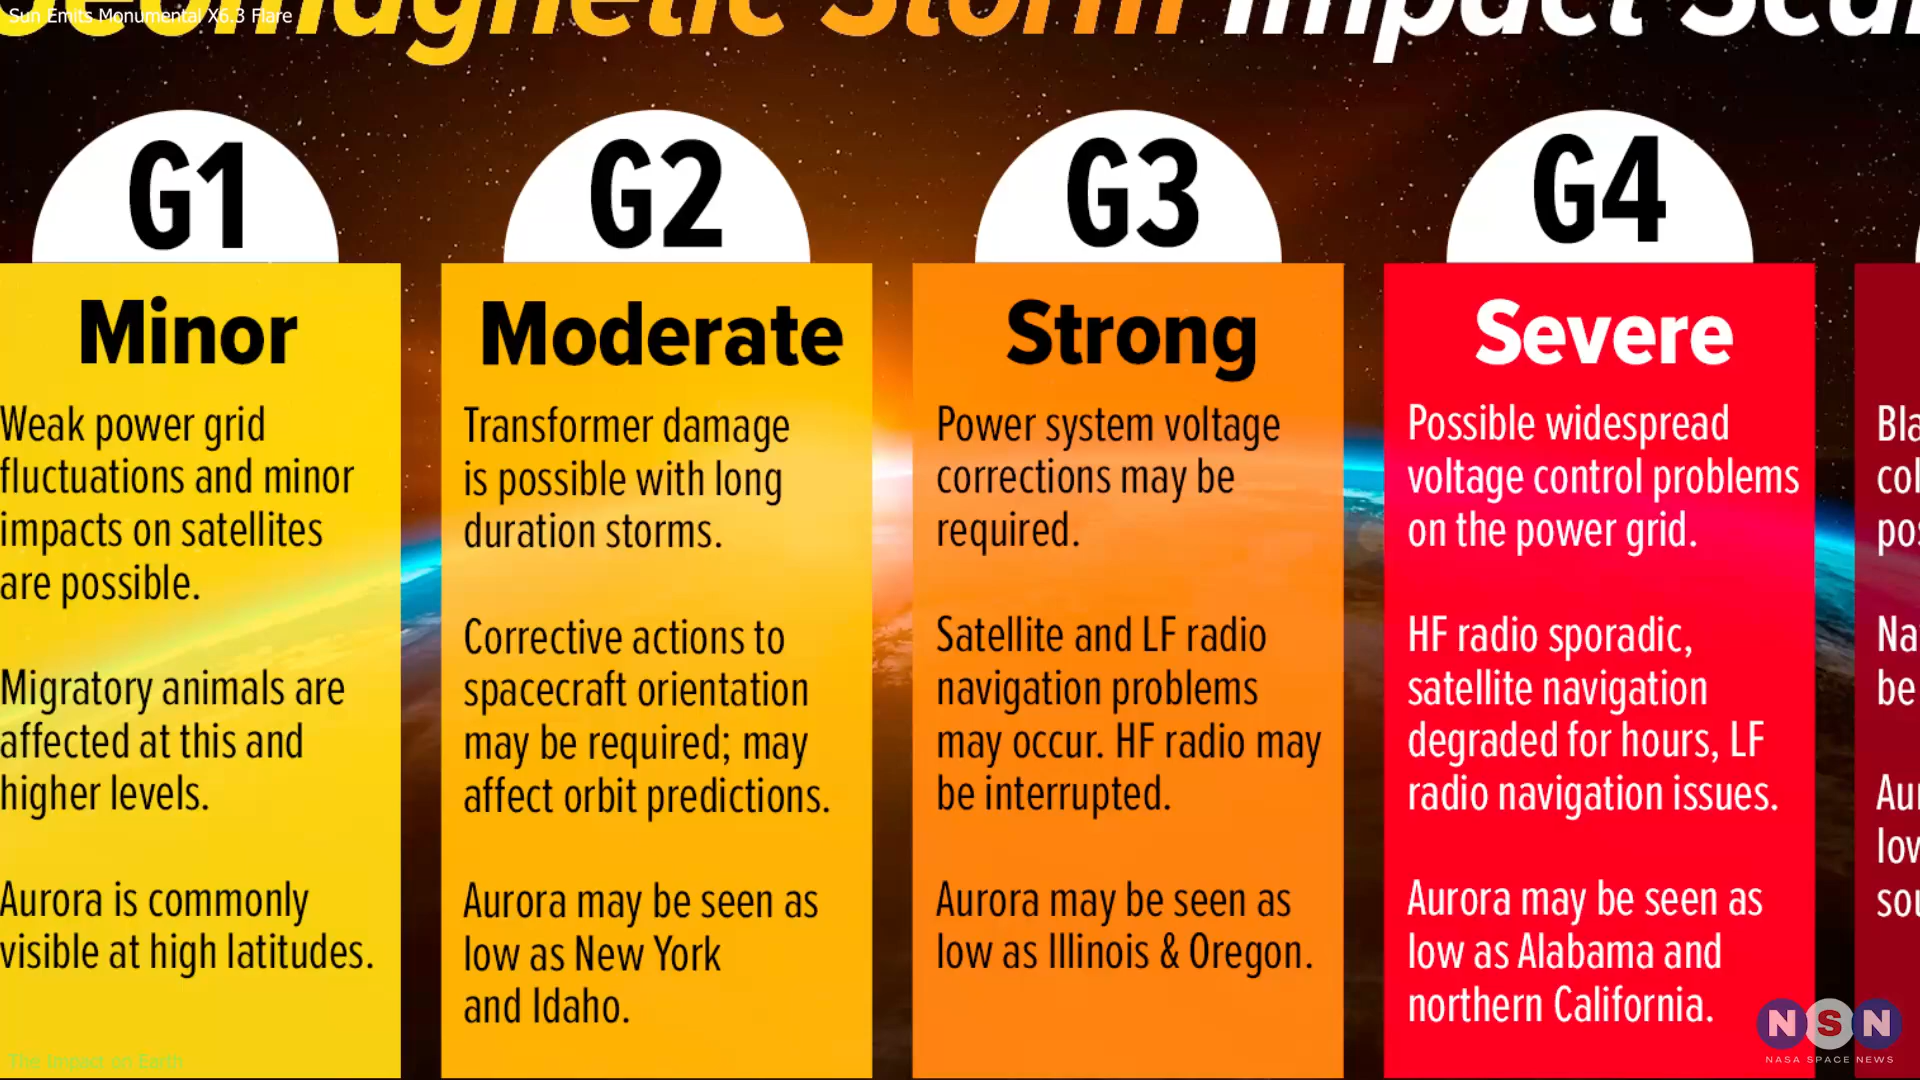 Sun Emits Monumental X6.3 Flare
Geomagnetic Storm Impact
G1
Minor
Weak power grid
fluctuations and minor
impacts on satellites
are possible.
Migratory animals are
affected at this and
higher levels.
Aurora is commonly
visible at high latitudes.
G2
Moderate
Transformer damage
is possible with long
duration storms.
Corrective actions to
spacecraft orientation
may be required; may
affect orbit predictions.
Aurora may be seen as
low as New York
and Idaho.
G3
Strong
Power system voltage
corrections may be
required.
Satellite and LF radio
navigation problems
may occur. HF radio may
be interrupted.
Aurora may be seen as
low as Illinois & Oregon.
G4
Severe
Possible widespread
voltage control problems
on the power grid.
HF radio sporadic,
satellite navigation
degraded for hours, LF
radio navigation issues.
Aurora may be seen as
low as Alabama and
northern California.
be
The Impact on Earth
NSN
NASA SPACE NEWS